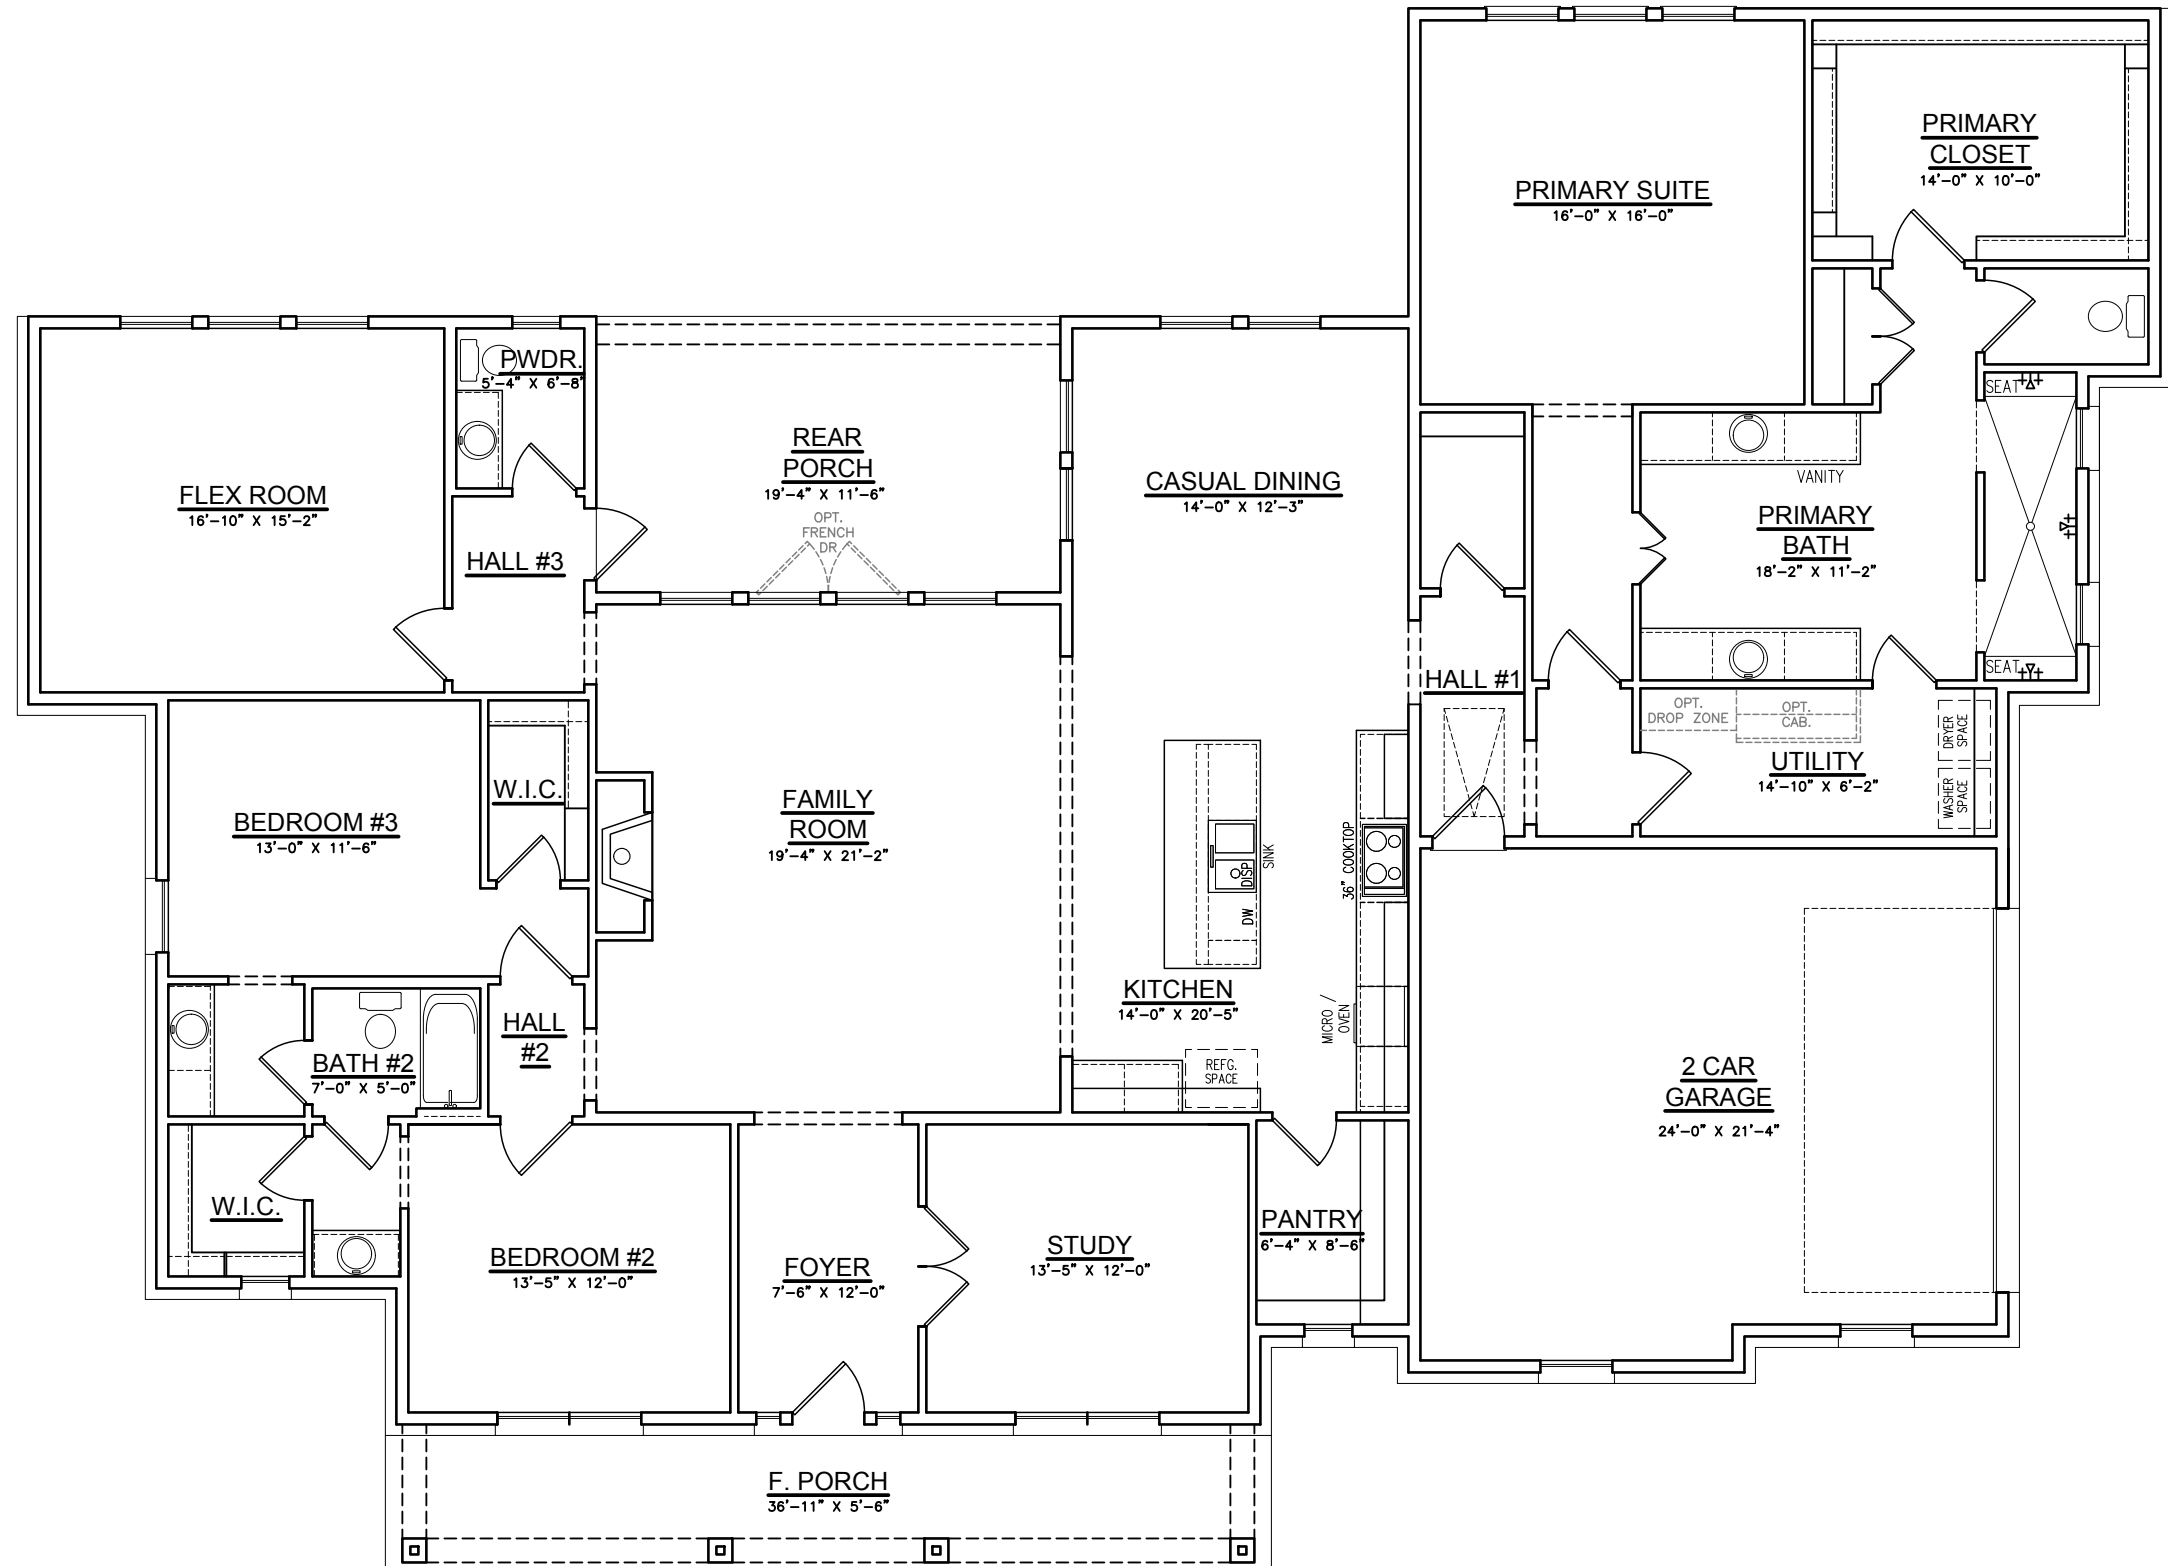 PRIMARY
CLOSET
14'-0" X 10'-0"
PRIMARY SUITE
16'-0" X 16'-0"
PWDR.
5'-4" X 6'-8"
SEAT
REAR
PORCH
19'-4" X 11'-6"
OPT.
FRENCH
DR
CASUAL DINING
14'-0" X 12'-3"
VANITY
FLEX ROOM
16'-10" X 15'-2"
PRIMARY
BATH
18'-2" X 11'-2"
HALL #3
SEAT
HALL #1
OPT.
DROP ZONE
OPT.
CAB.
DRYER
SPACE
UTILITY
14'-10" X 6'-2"
WASHER
SPACE
W.I.C.
BEDROOM #3
13'-0" X 11'-6"
FAMILY
ROOM
19'-4" X 21'-2"
SINK
DISP
DW
36" COOKTOP
KITCHEN
14'-0" X 20'-5"
MICRO /
OVEN
REFG.
SPACE
HALL
#2
BATH #2
7'-0" X 5'-0"
2 CAR
GARAGE
24'-0" X 21'-4"
W.I.C.
BEDROOM #2
13'-5" X 12'-0"
FOYER
7'-6" X 12'-0"
STUDY
13'-5" X 12'-0"
PANTRY
6'-4" X 8'-6"
F. PORCH
36'-11" X 5'-6"